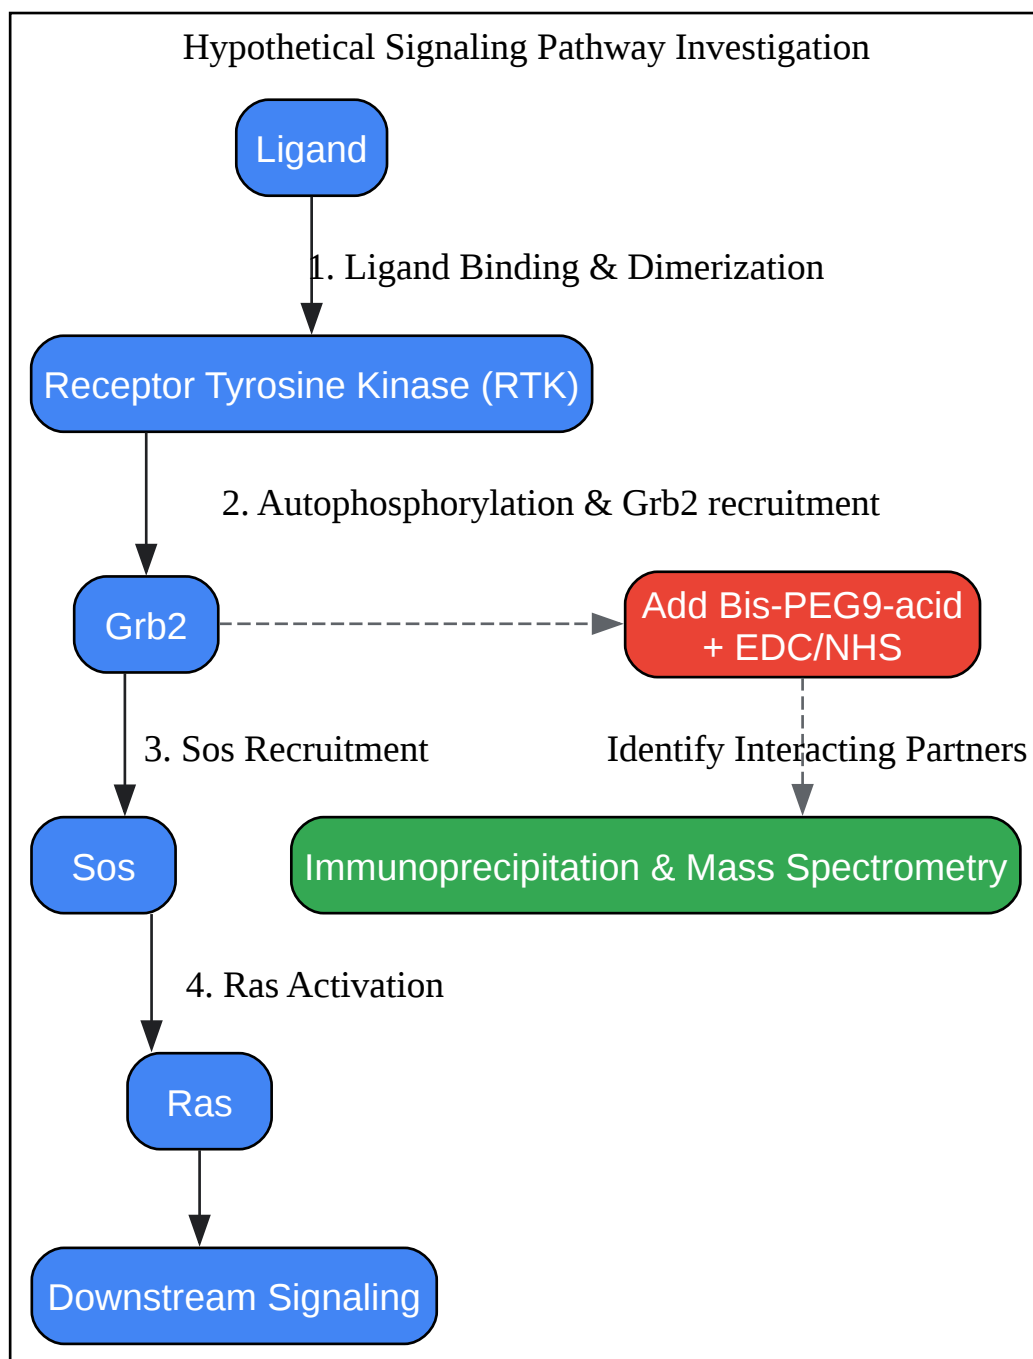 Hypothetical Signaling Pathway Investigation
Ligand
1. Ligand Binding & Dimerization
Receptor Tyrosine Kinase (RTK)
2. Autophosphorylation & Grb2 recruitment
Grb2
Add Bis-PEG9-acid
+ EDC/NHS
3. Sos Recruitment
Identify Interacting Partners
Sos
Immunoprecipitation & Mass Spectrometry
4. Ras Activation
Ras
Downstream Signaling